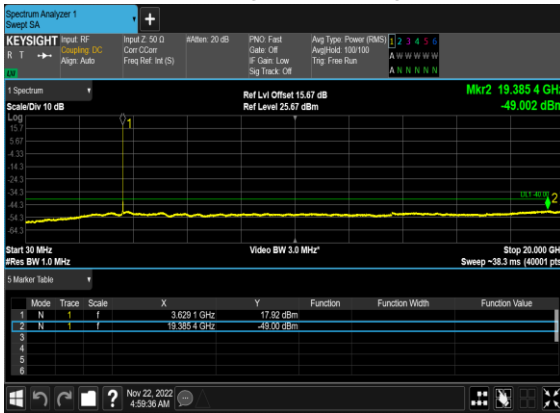 Spectrum Analyzer 1
Swept SA
+
KEYSIGHT Input: RF Input Z: 50 Ω #Atten: 20 dB PNO: Fast Avg Type: Power (RMS) 1 2 3 4 5 6
R T Coupling: DC Corr CCorr Gate: Off Avg|Hold: 100/100 A W W W W W
Align: Auto Freq Ref: Int (S) IF Gain: Low Trig: Free Run
LXI Sig Track: Off A N N N N N
1 Spectrum Ref Lvl Offset 15.67 dB Mkr2 19.385 4 GHz
Scale/Div 10 dB Ref Level 25.67 dBm -49.002 dBm
Log
15.7
5.67
-4.33
-14.3
-24.3
-34.3
-44.3
-54.3
-64.3
1
DL1 -40.00
2
Start 30 MHz Video BW 3.0 MHz* Stop 20.000 GHz
#Res BW 1.0 MHz Sweep ~38.3 ms (40001 pts)
5 Marker Table
Mode Trace Scale X Y Function Function Width Function Value
1 N 1 f 3.629 1 GHz 17.92 dBm
2 N 1 f 19.385 4 GHz -49.00 dBm
3
4
5
6
? Nov 22, 2022
4:59:36 AM